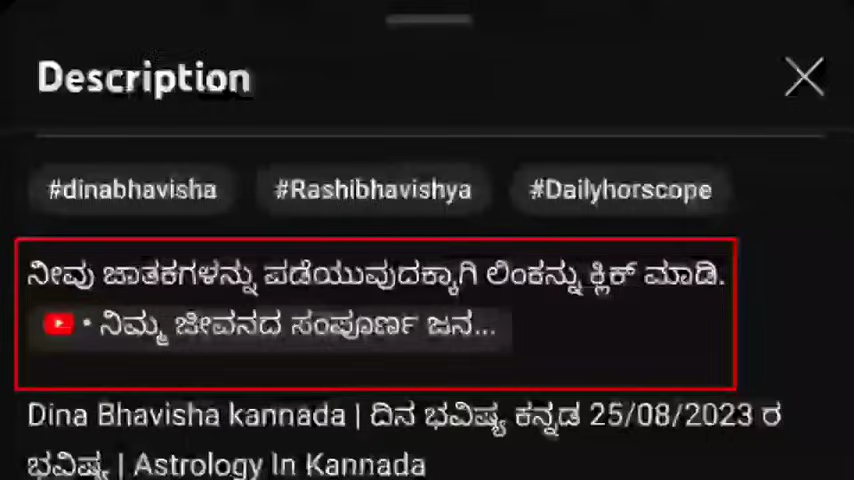 Description
#dinabhavisha #Rashibhavishya #Dailyhorscope
ನೀವು ಜಾತಕಗಳನ್ನು ಪಡೆಯುವುದಕ್ಕಾಗಿ ಲಿಂಕನ್ನು ಕ್ಲಿಕ್ ಮಾಡಿ.
• ನಿಮ್ಮ ಜೀವನದ ಸಂಪೂರ್ಣ ಜನ...
Dina Bhavisha kannada | ದಿನ ಭವಿಷ್ಯ ಕನ್ನಡ 25/08/2023 ರ
ಭವಿಷ್ಯ | Astrology In Kannada